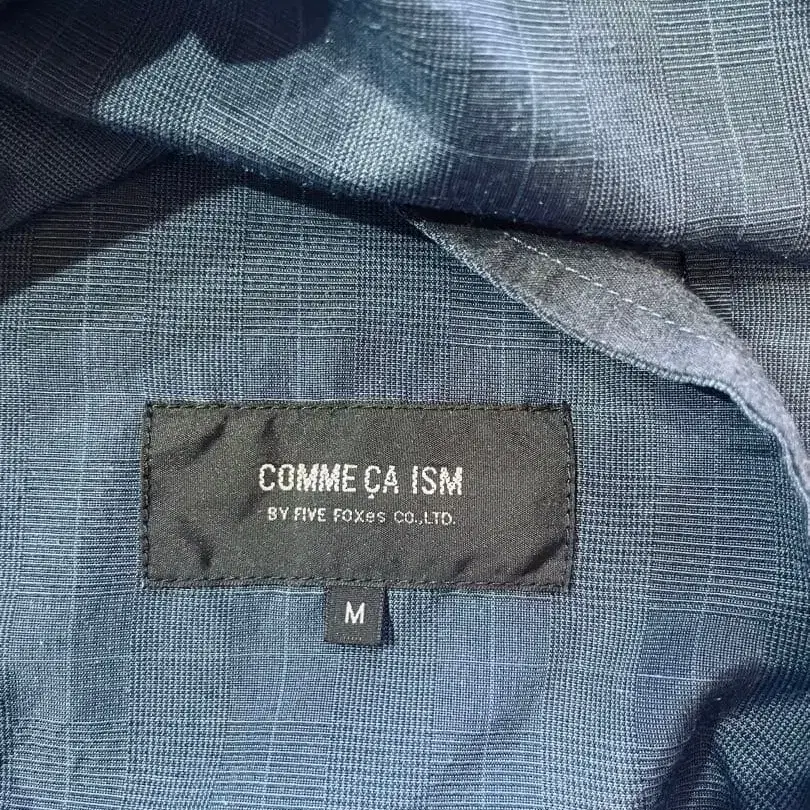 COMME ÇA ISM
BY FIVE FOXes CO.,LTD.
M